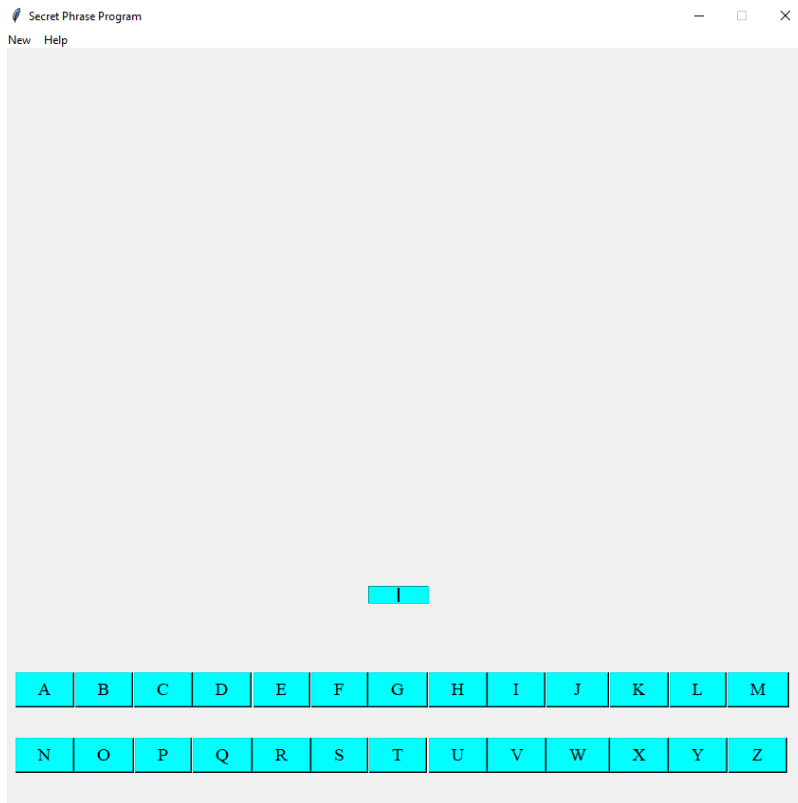 Secret Phrase Program
New Help
A B C D E F G H I J K L M
N O P Q R S T U V W X Y Z